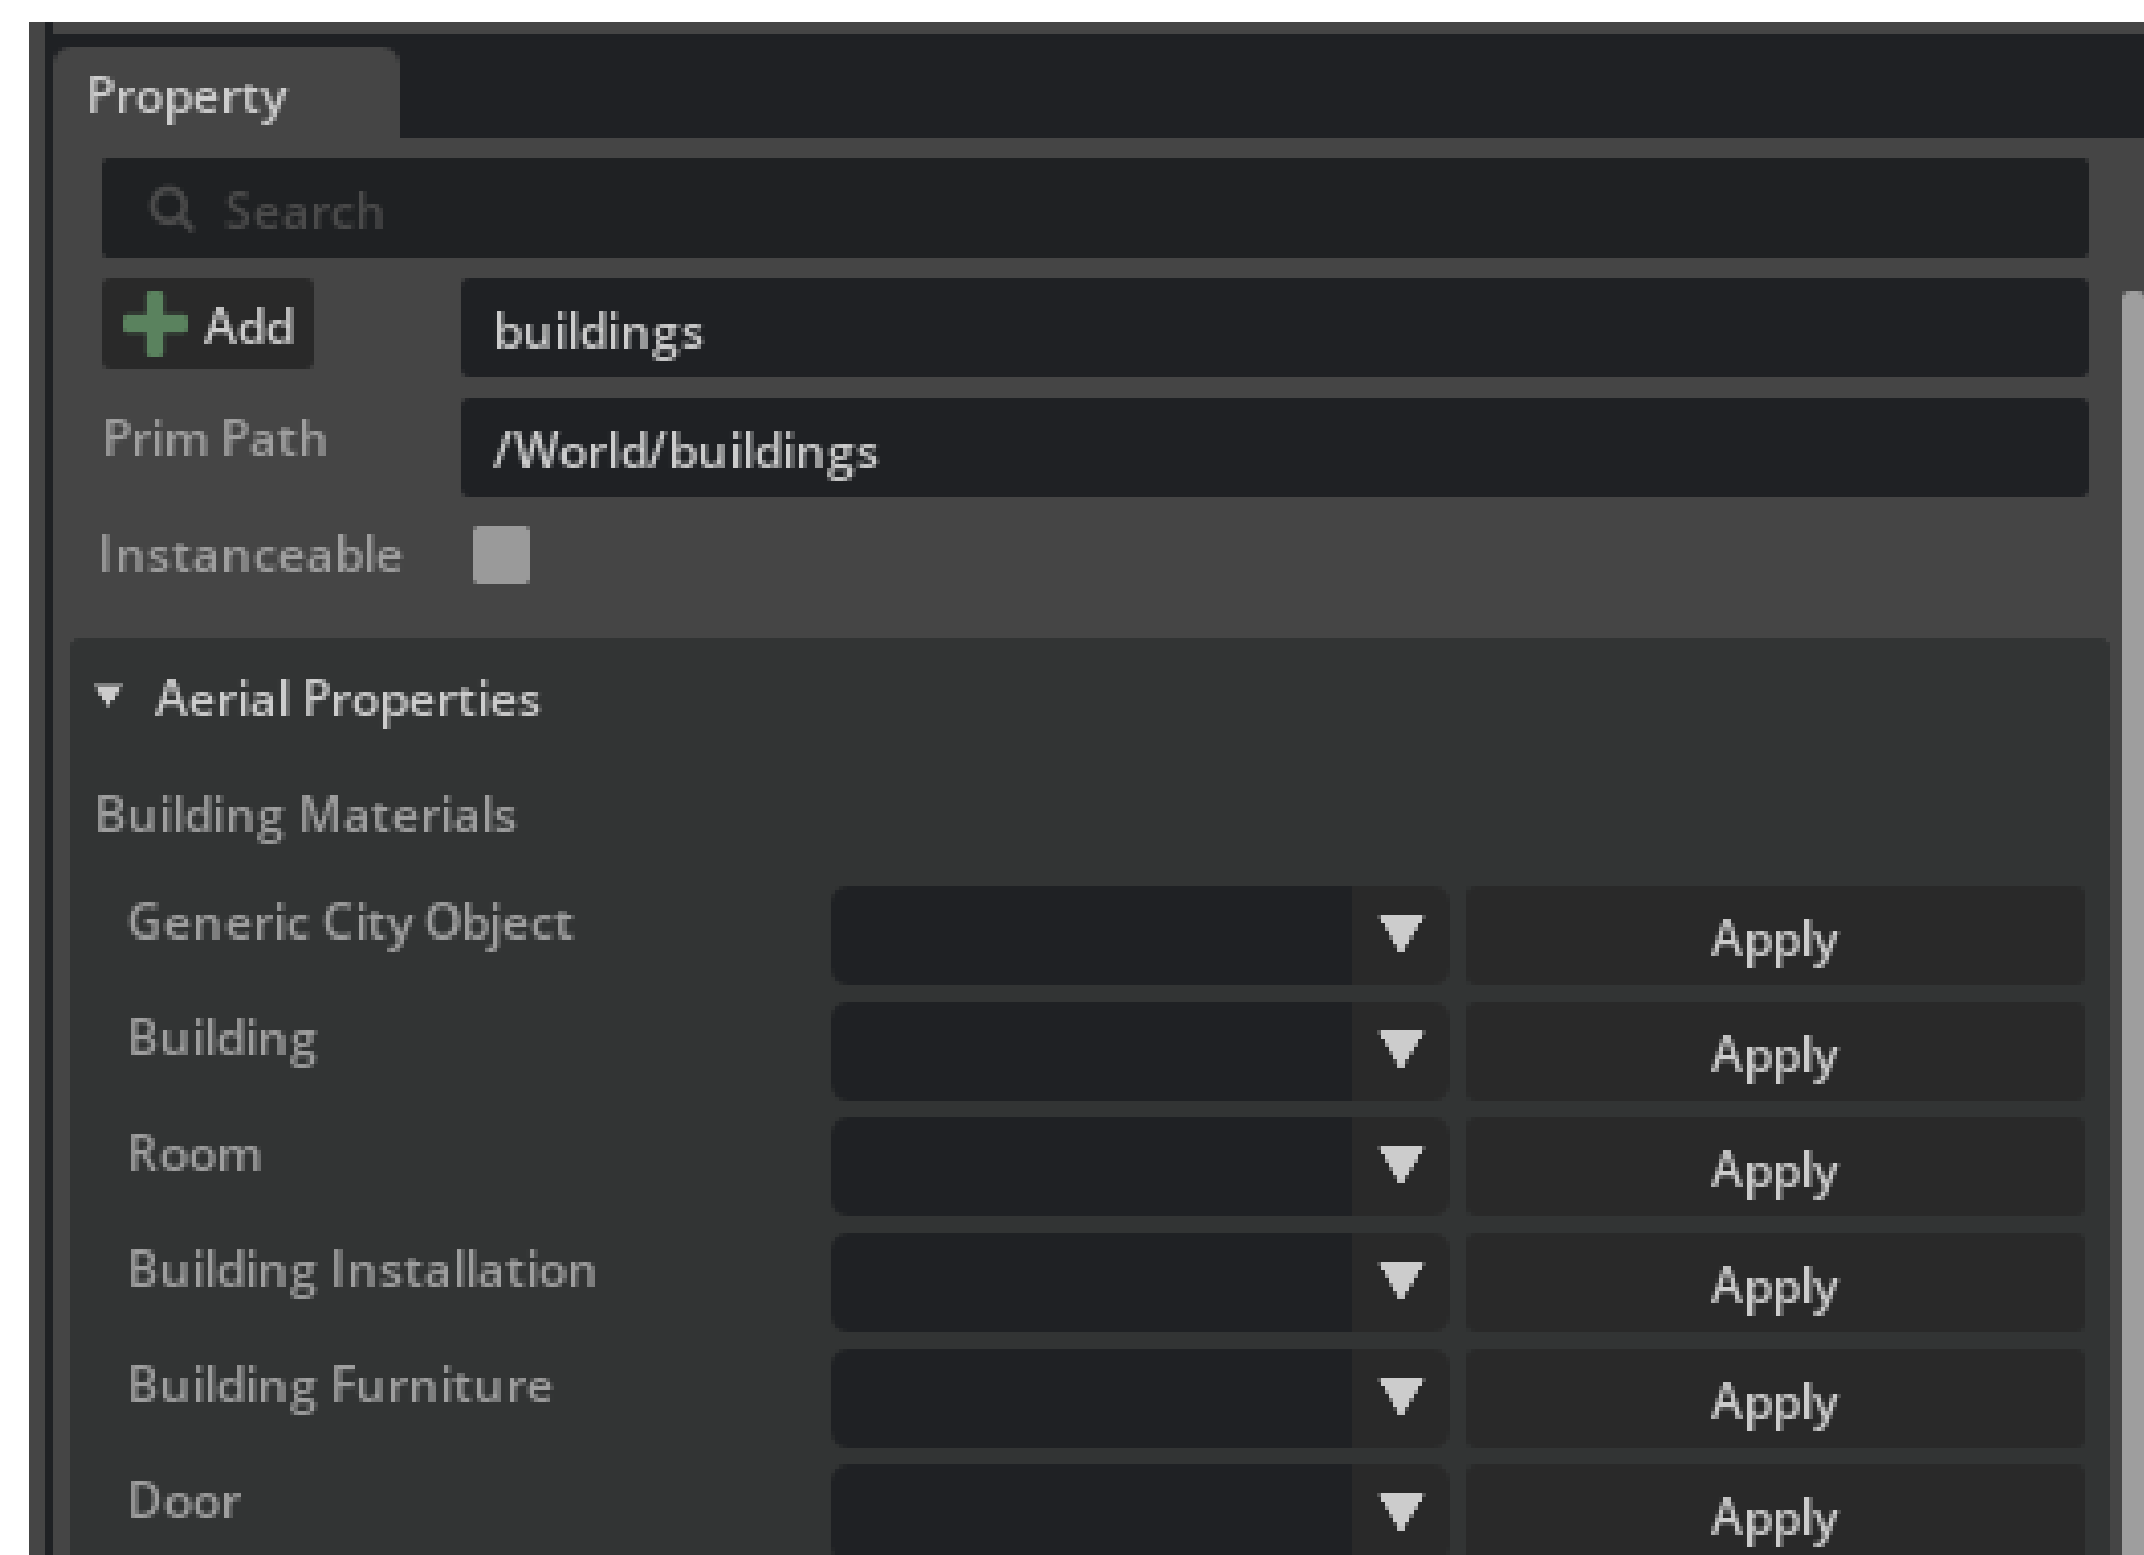 Property
Search
Add buildings
Prim Path /World/buildings
Instanceable
Aerial Properties
Building Materials
Generic City Object Apply
Building Apply
Room Apply
Building Installation Apply
Building Furniture Apply
Door Apply